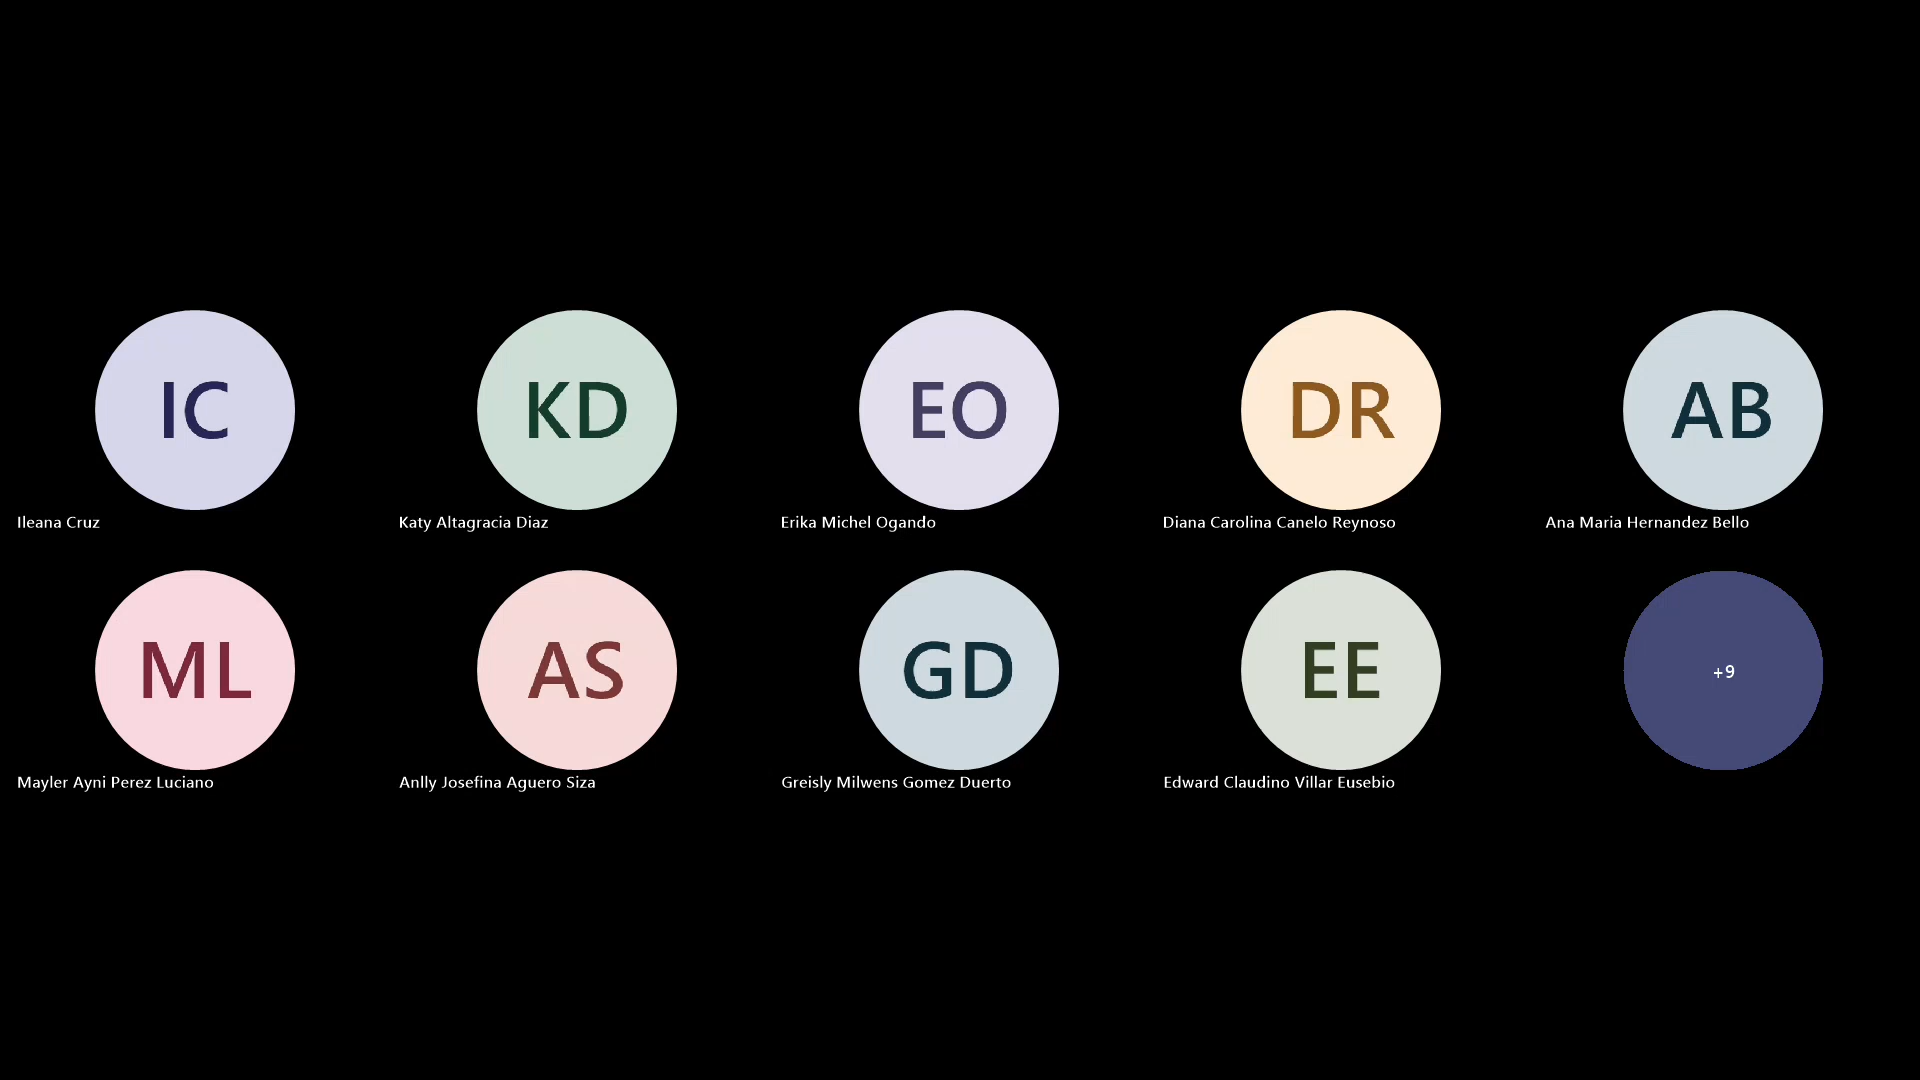 IC
KD
EO
DR
AB
Ileana Cruz
Katy Altagracia Diaz
Erika Michel Ogando
Diana Carolina Canelo Reynoso
Ana Maria Hernandez Bello
ML
AS
GD
EE
+9
Mayler Ayni Perez Luciano
Anlly Josefina Aguero Siza
Greisly Milwens Gomez Duerto
Edward Claudino Villar Eusebio